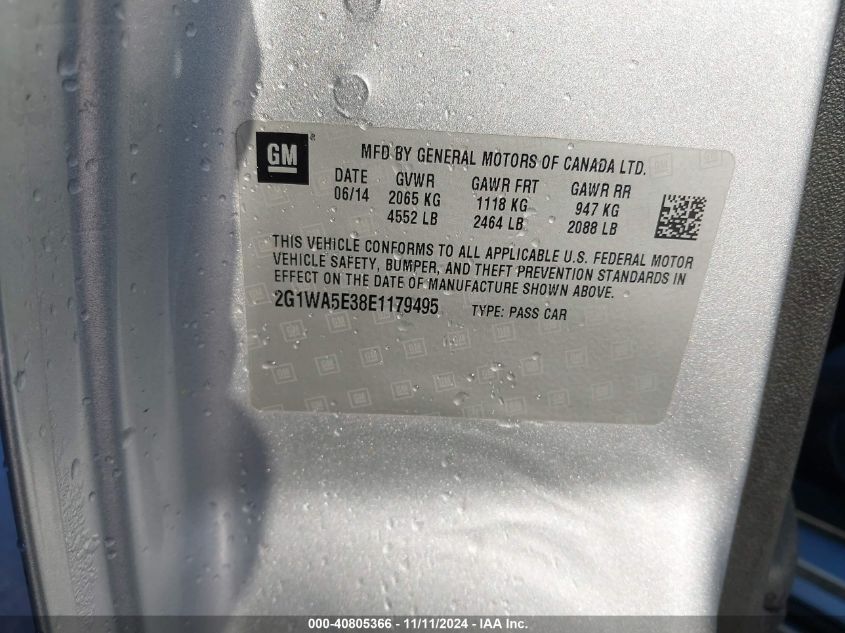 GM ® MFD BY GENERAL MOTORS OF CANADA LTD.
DATE GVWR GAWR FRT GAWR RR
06/14 2065 KG 1118 KG 947 KG
4552 LB 2464 LB 2088 LB
THIS VEHICLE CONFORMS TO ALL APPLICABLE U.S. FEDERAL MOTOR
VEHICLE SAFETY, BUMPER, AND THEFT PREVENTION STANDARDS IN
EFFECT ON THE DATE OF MANUFACTURE SHOWN ABOVE.
2G1WA5E38E1179495 TYPE: PASS CAR
000-40805366 - 11/11/2024 - IAA Inc.